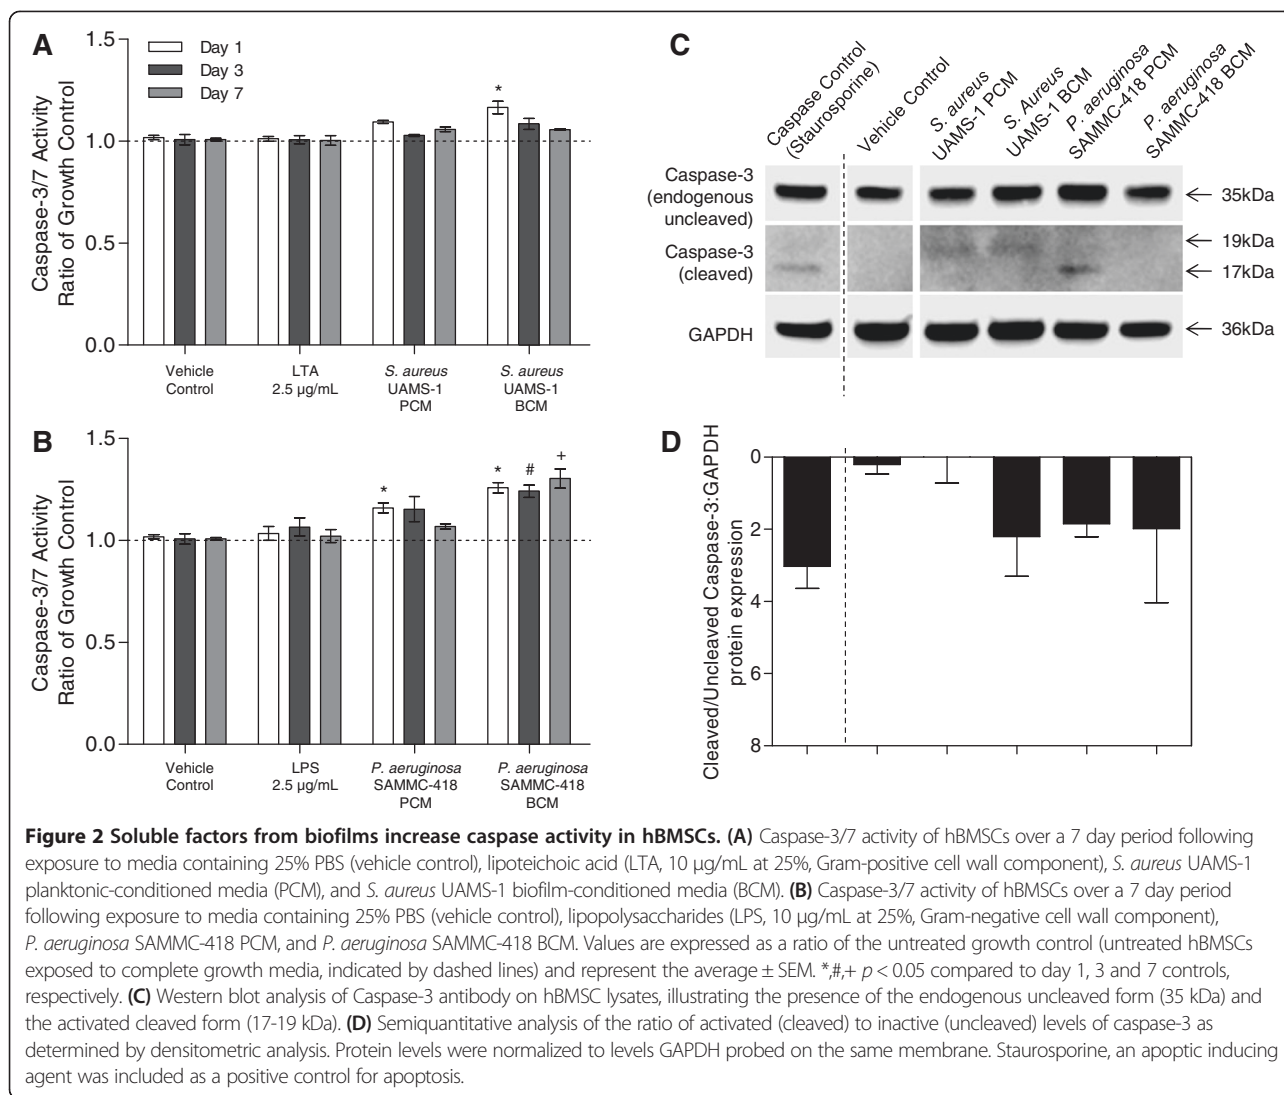 A
1.5
1.0
0.5
0.0
Caspase-3/7 Activity
Ratio of Growth Control
Day 1
Day 3
Day 7
*
Vehicle
Control
LTA
2.5 µg/mL
S. aureus
UAMS-1
PCM
S. aureus
UAMS-1
BCM
B
1.5
1.0
0.5
0.0
Caspase-3/7 Activity
Ratio of Growth Control
*
*
#
+
Vehicle
Control
LPS
2.5 µg/mL
P. aeruginosa
SAMMC-418
PCM
P. aeruginosa
SAMMC-418
BCM
C
Caspase Control
(Staurosporine)
Vehicle Control
S. aureus
UAMS-1 PCM
S. Aureus
UAMS-1 BCM
P. aeruginosa
SAMMC-418 PCM
P. aeruginosa
SAMMC-418 BCM
Caspase-3
(endogenous
uncleaved)
← 35kDa
Caspase-3
(cleaved)
← 19kDa
← 17kDa
GAPDH
← 36kDa
D
Cleaved/Uncleaved Caspase-3:GAPDH
protein expression
0
2
4
6
8
Figure 2 Soluble factors from biofilms increase caspase activity in hBMSCs. (A) Caspase-3/7 activity of hBMSCs over a 7 day period following
exposure to media containing 25% PBS (vehicle control), lipoteichoic acid (LTA, 10 µg/mL at 25%, Gram-positive cell wall component), S. aureus UAMS-1
planktonic-conditioned media (PCM), and S. aureus UAMS-1 biofilm-conditioned media (BCM). (B) Caspase-3/7 activity of hBMSCs over a 7 day period
following exposure to media containing 25% PBS (vehicle control), lipopolysaccharides (LPS, 10 µg/mL at 25%, Gram-negative cell wall component),
P. aeruginosa SAMMC-418 PCM, and P. aeruginosa SAMMC-418 BCM. Values are expressed as a ratio of the untreated growth control (untreated hBMSCs
exposed to complete growth media, indicated by dashed lines) and represent the average ± SEM. *,#,+ p < 0.05 compared to day 1, 3 and 7 controls,
respectively. (C) Western blot analysis of Caspase-3 antibody on hBMSC lysates, illustrating the presence of the endogenous uncleaved form (35 kDa) and
the activated cleaved form (17-19 kDa). (D) Semiquantitative analysis of the ratio of activated (cleaved) to inactive (uncleaved) levels of caspase-3 as
determined by densitometric analysis. Protein levels were normalized to levels GAPDH probed on the same membrane. Staurosporine, an apoptic inducing
agent was included as a positive control for apoptosis.